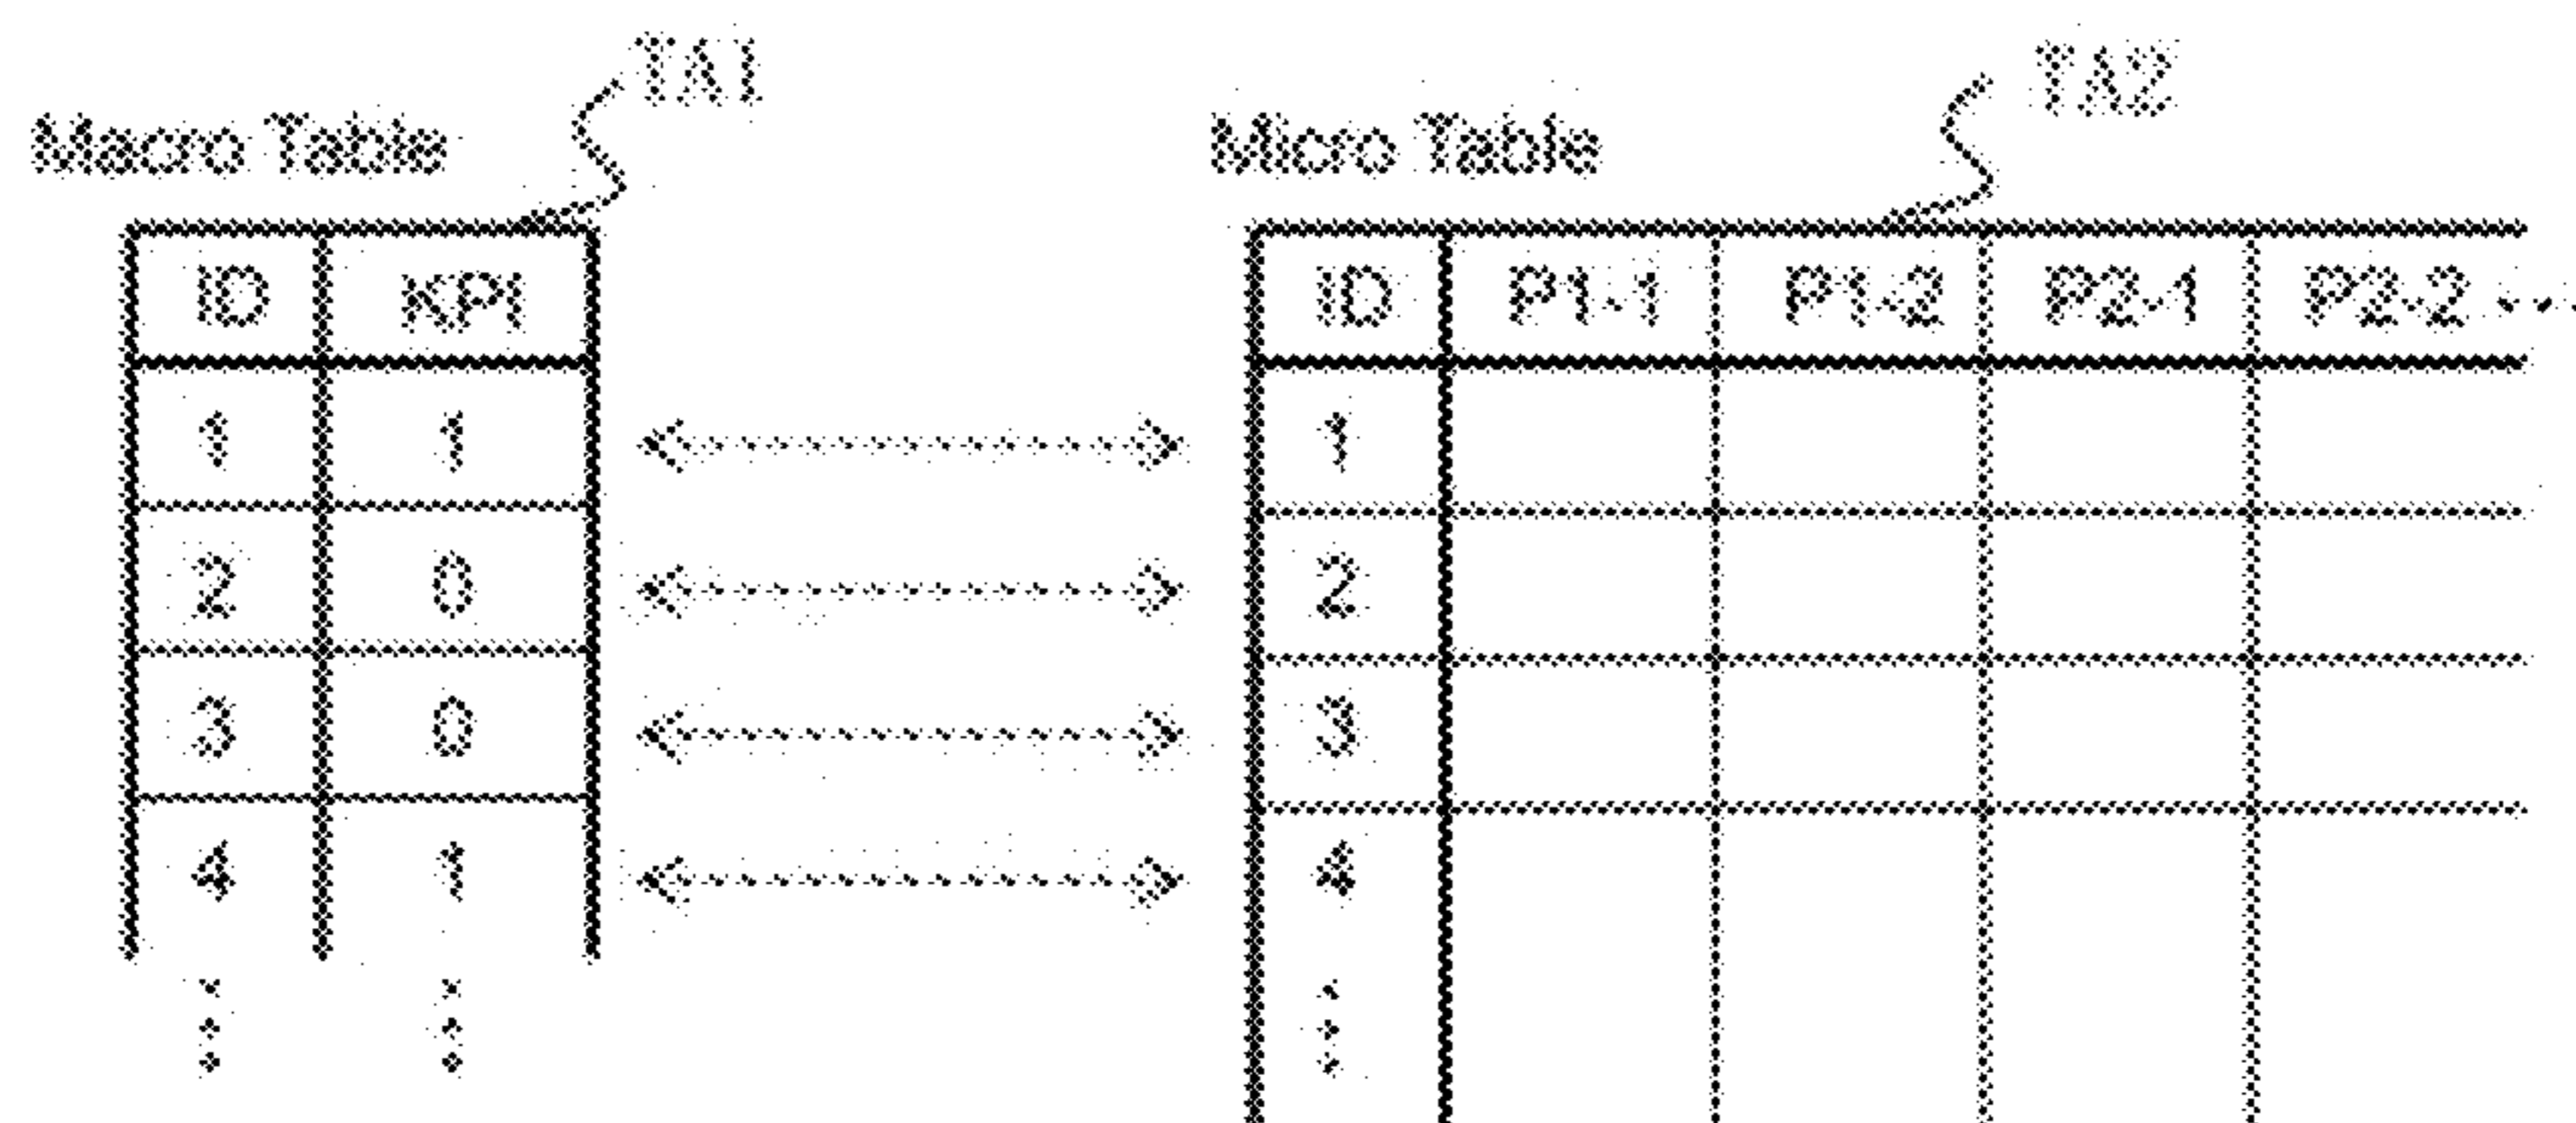 TA1
TA2
Macro Table
Micro Table
ID KPI
ID P1-1 P1-2 P2-1 P2-2 ...
1 1
1
2 0
2
3 0
3
4 1
4